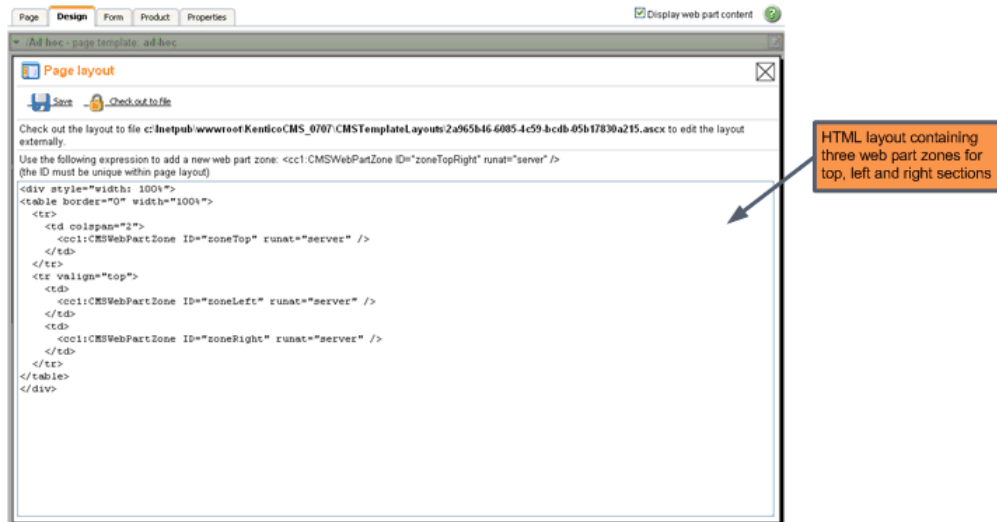 Page Design Form Product Properties Display web part content ?
/Ad hoc - page template: ad-hoc
Page layout
Save Check out to file
Check out the layout to file c:\Inetpub\wwwroot\KenticoCMS_0707\CMSTemplateLayouts\2a965b46-6085-4c59-bcdb-05b17830a215.ascx to edit the layout
externally.
Use the following expression to add a new web part zone: <cc1:CMSWebPartZone ID="zoneTopRight" runat="server" />
(the ID must be unique within page layout)
<div style="width: 100%">
<table border="0" width="100%">
<tr>
<td colspan="2">
<cc1:CMSWebPartZone ID="zoneTop" runat="server" />
</td>
</tr>
<tr valign="top">
<td>
<cc1:CMSWebPartZone ID="zoneLeft" runat="server" />
</td>
<td>
<cc1:CMSWebPartZone ID="zoneRight" runat="server" />
</td>
</tr>
</table>
</div>
HTML layout containing
three web part zones for
top, left and right sections